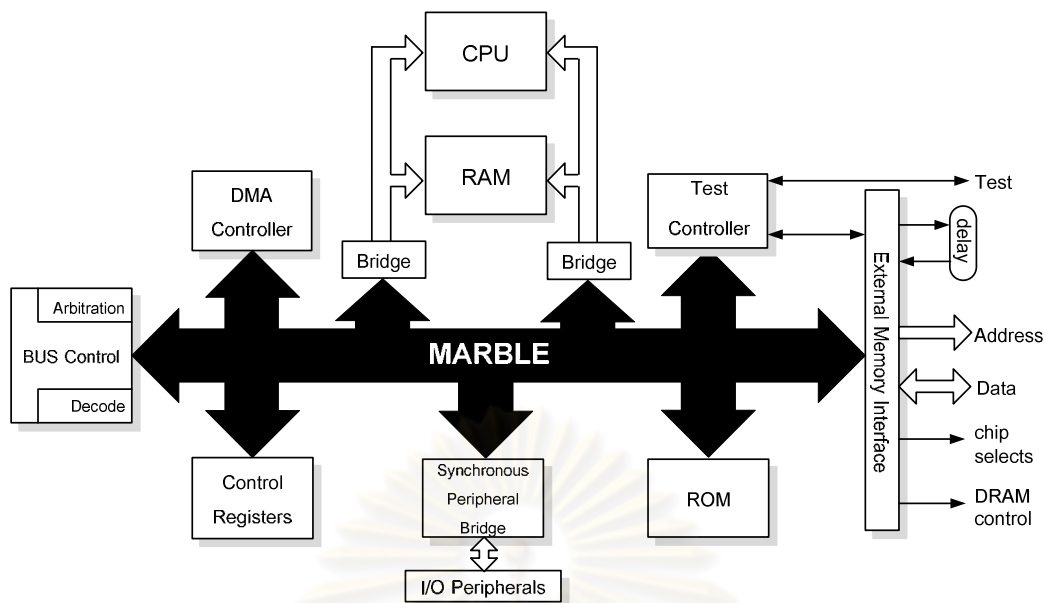 CPU
RAM
DMA
Controller
Bridge
Bridge
Test
Controller
Test
delay
External Memory Interface
Address
Data
chip
selects
DRAM
control
Arbitration
BUS Control
Decode
MARBLE
Control
Registers
Synchronous
Peripheral
Bridge
ROM
I/O Peripherals